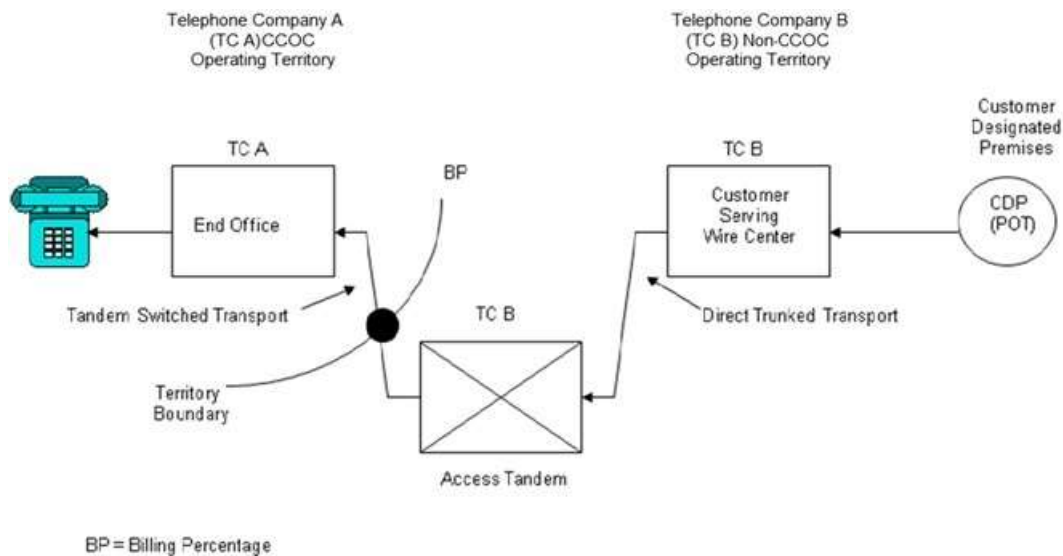 Telephone Company A
(TC A)CCOC
Operating Territory
Telephone Company B
(TC B) Non-CCOC
Operating Territory
Customer
Designated
Premises
TC A
BP
TC B
End Office
Customer
Serving
Wire Center
CDP
(POT)
Tandem Switched Transport
TC B
Direct Trunked Transport
Territory
Boundary
Access Tandem
BP = Billing Percentage